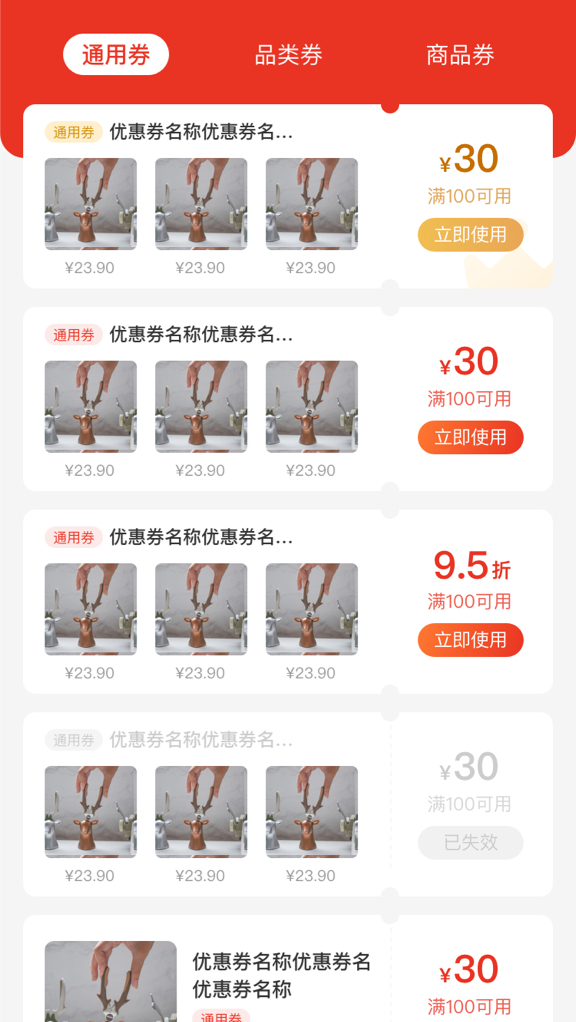 通用券 品类券 商品券
通用券 优惠券名称优惠券名...
¥23.90 ¥23.90 ¥23.90
¥30
满100可用
立即使用
通用券 优惠券名称优惠券名...
¥23.90 ¥23.90 ¥23.90
¥30
满100可用
立即使用
通用券 优惠券名称优惠券名...
¥23.90 ¥23.90 ¥23.90
9.5折
满100可用
立即使用
通用券 优惠券名称优惠券名...
¥23.90 ¥23.90 ¥23.90
¥30
满100可用
已失效
优惠券名称优惠券名
优惠券名称
通用券
¥30
满100可用